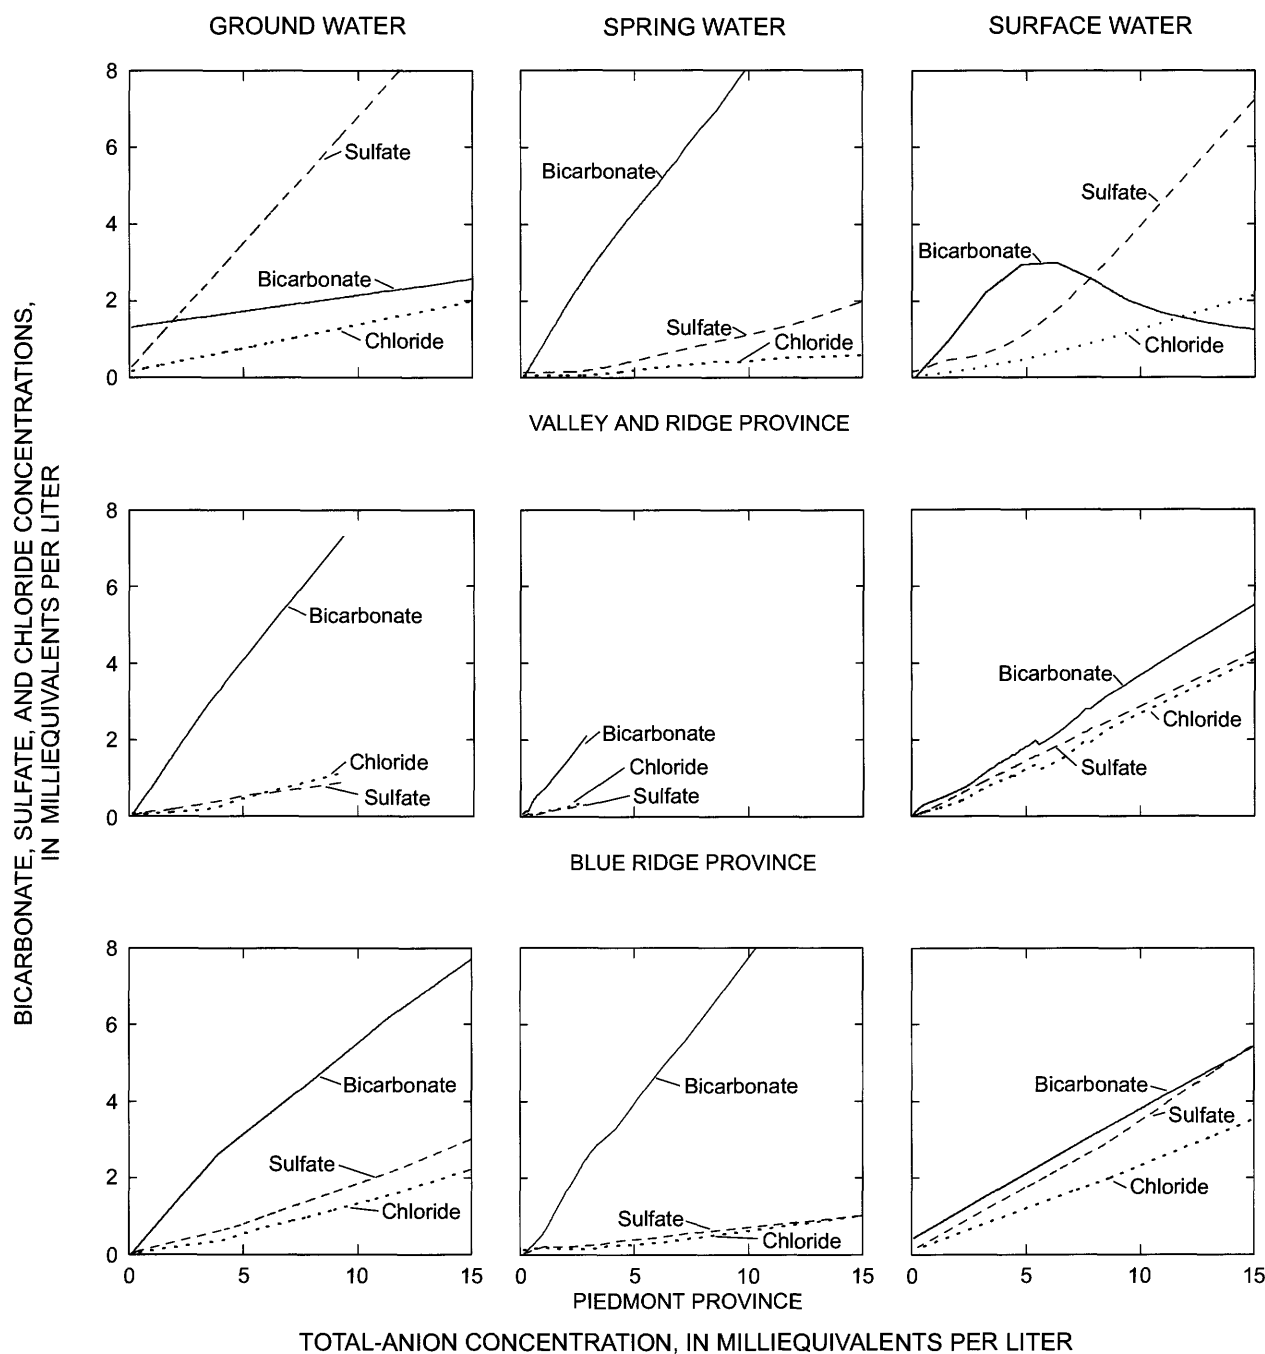 GROUND WATER
SPRING WATER
SURFACE WATER
BICARBONATE, SULFATE, AND CHLORIDE CONCENTRATIONS,
IN MILLIEQUIVALENTS PER LITER
8
6
4
2
0
Sulfate
Bicarbonate
Chloride
Bicarbonate
Sulfate
Chloride
Sulfate
Bicarbonate
Chloride
VALLEY AND RIDGE PROVINCE
8
6
4
2
0
Bicarbonate
Chloride
Sulfate
Bicarbonate
Chloride
Sulfate
Bicarbonate
Chloride
Sulfate
BLUE RIDGE PROVINCE
8
6
4
2
0
Bicarbonate
Sulfate
Chloride
Bicarbonate
Sulfate
Chloride
Bicarbonate
Sulfate
Chloride
0 5 10 15
0 5 10 15
0 5 10 15
PIEDMONT PROVINCE
TOTAL-ANION CONCENTRATION, IN MILLIEQUIVALENTS PER LITER